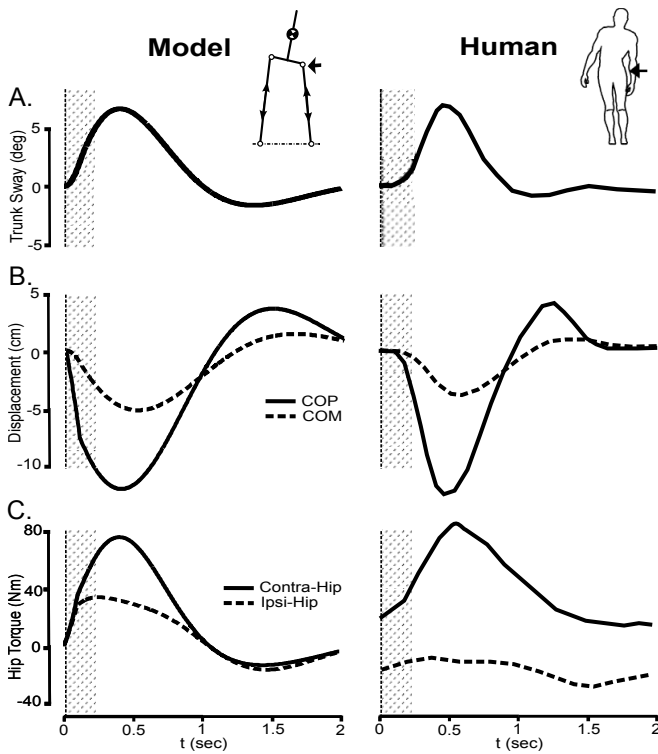 Model
Human
A.
Trunk Sway (deg)
5
0
-5
B.
Displacement (cm)
5
0
-5
-10
COP
COM
C.
Hip Torque (Nm)
80
40
0
-40
Contra-Hip
Ipsi-Hip
0
0.5
1
1.5
2
t (sec)
0
0.5
1
1.5
2
t (sec)